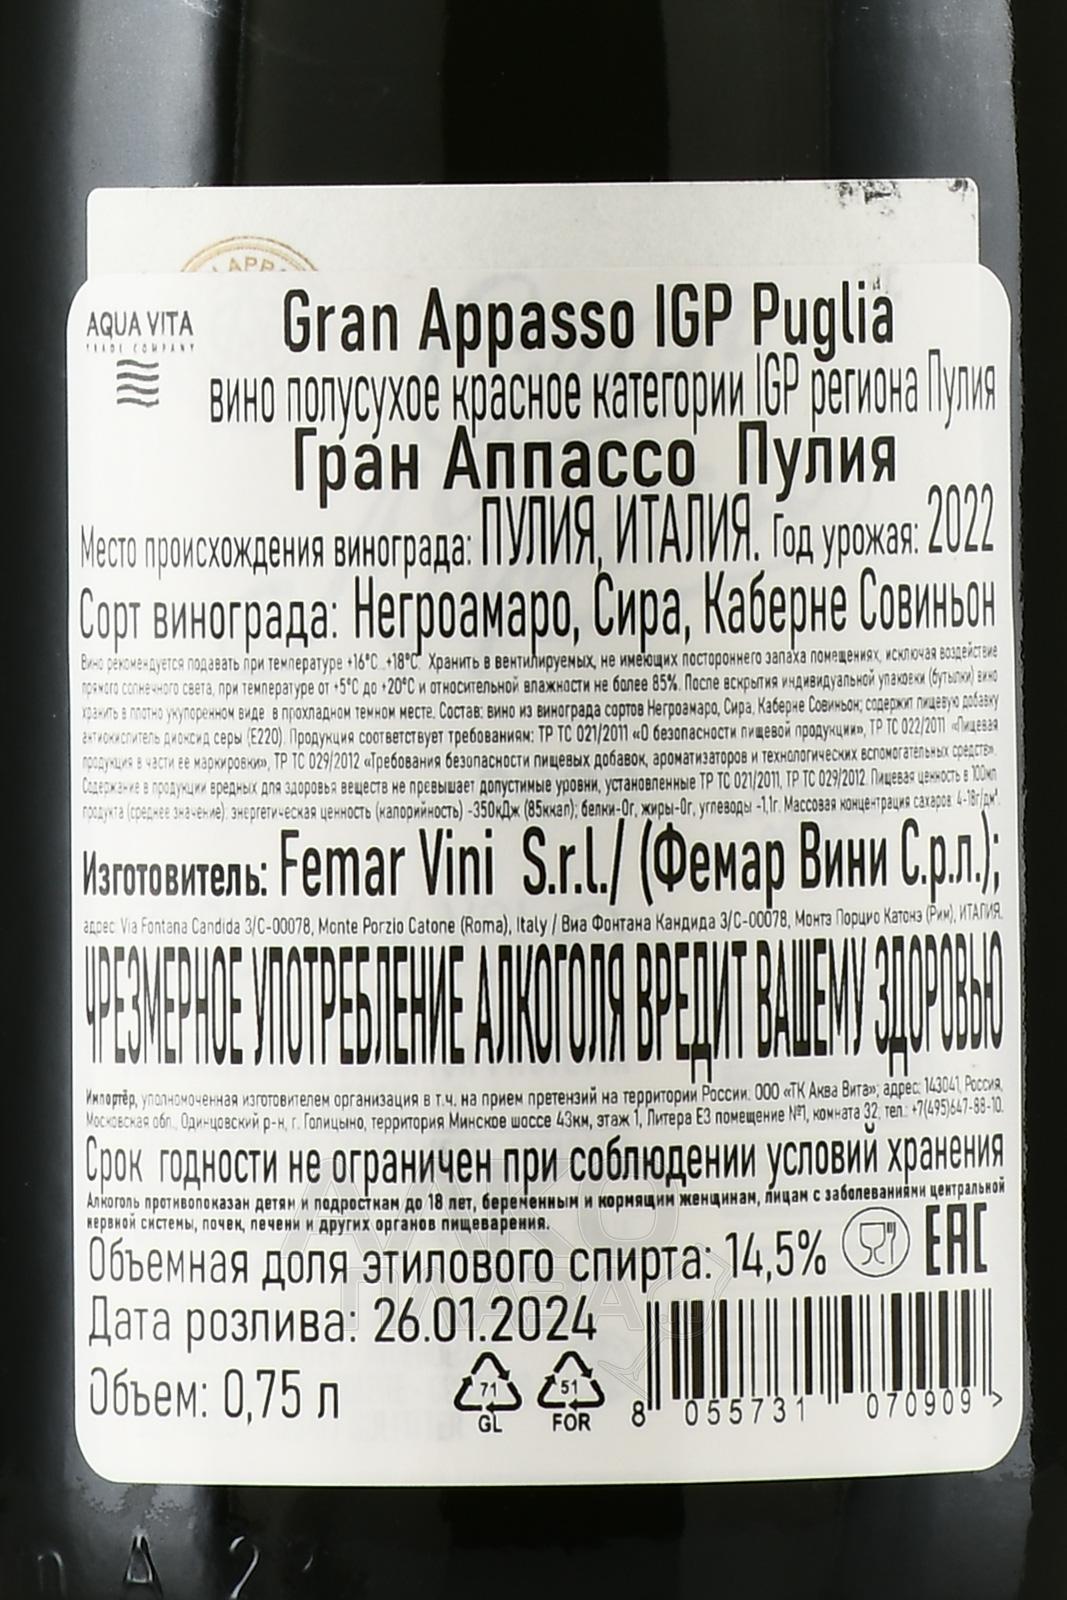 L APPA
AQUA VITA
TRADE COMPANY
Gran Appasso IGP Puglia
вино полусухое красное категории IGP региона Пулия
Гран Аппассо Пулия
Место происхождения винограда: ПУЛИЯ, ИТАЛИЯ. Год урожая: 2022
Сорт винограда: Негроамаро, Сира, Каберне Совиньон
Вино рекомендуется подавать при температуре +16°С...+18°С. Хранить в вентилируемых, не имеющих постороннего запаха помещениях, исключая воздействие
прямого солнечного света, при температуре от +5°С до +20°С и относительной влажности не более 85%. После вскрытия индивидуальной упаковки (бутылки) вино
хранить в плотно укупоренном виде в прохладном темном месте. Состав: вино из винограда сортов Негроамаро, Сира, Каберне Совиньон; содержит пищевую добавку
антиокислитель диоксид серы (Е220). Продукция соответствует требованиям: ТР ТС 021/2011 «О безопасности пищевой продукции», ТР ТС 022/2011 «Пищевая
продукция в части ее маркировки», ТР ТС 029/2012 «Требования безопасности пищевых добавок, ароматизаторов и технологических вспомогательных средств».
Содержание в продукции вредных для здоровья веществ не превышает допустимые уровни, установленные ТР ТС 021/2011, ТР ТС 029/2012. Пищевая ценность в 100мл
продукта (среднее значение): энергетическая ценность (калорийность) -350кДж (85ккал); белки-0г, жиры-0г, углеводы -1,1г. Массовая концентрация сахаров 4-18г/дм³.
Изготовитель: Femar Vini S.r.l./ (Фемар Вини С.р.л.);
адрес: Via Fontana Candida 3/C-00078, Monte Porzio Catone (Roma), Italy / Виа Фонтана Кандида 3/С-00078, Монтэ Порцио Катонэ (Рим), ИТАЛИЯ.
ЧРЕЗМЕРНОЕ УПОТРЕБЛЕНИЕ АЛКОГОЛЯ ВРЕДИТ ВАШЕМУ ЗДОРОВЬЮ
Импортёр, уполномоченная изготовителем организация в т.ч. на прием претензий на территории России: ООО «ТК Аква Вита»; адрес: 143041, Россия,
Московская обл., Одинцовский р-н, г. Голицыно, территория Минское шоссе 43км, этаж 1, Литера Е3 помещение №1, комната 32; тел.: +7(495)647-88-10.
Срок годности не ограничен при соблюдении условий хранения
Алкоголь противопоказан детям и подросткам до 18 лет, беременным и кормящим женщинам, лицам с заболеваниями центральной
нервной системы, почек, печени и других органов пищеварения.
Объемная доля этилового спирта: 14,5%
EAC
Дата розлива: 26.01.2024
Объем: 0,75 л
71
GL
51
FOR
8 055731 070909 >
АЛКО
ПЛАЗА